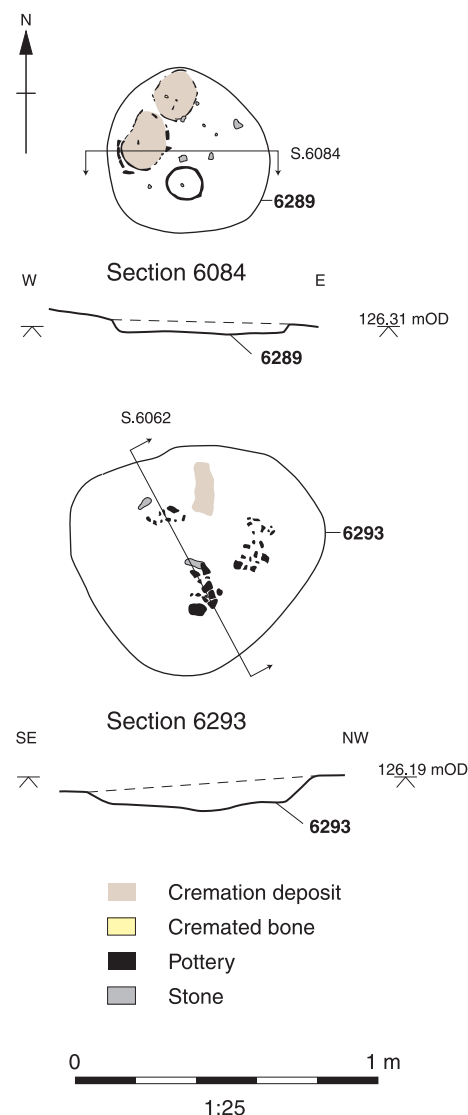 N
S.6084
6289
Section 6084
W
E
126.31 mOD
6289
S.6062
6293
Section 6293
SE
NW
126.19 mOD
6293
Cremation deposit
Cremated bone
Pottery
Stone
0
1 m
1:25